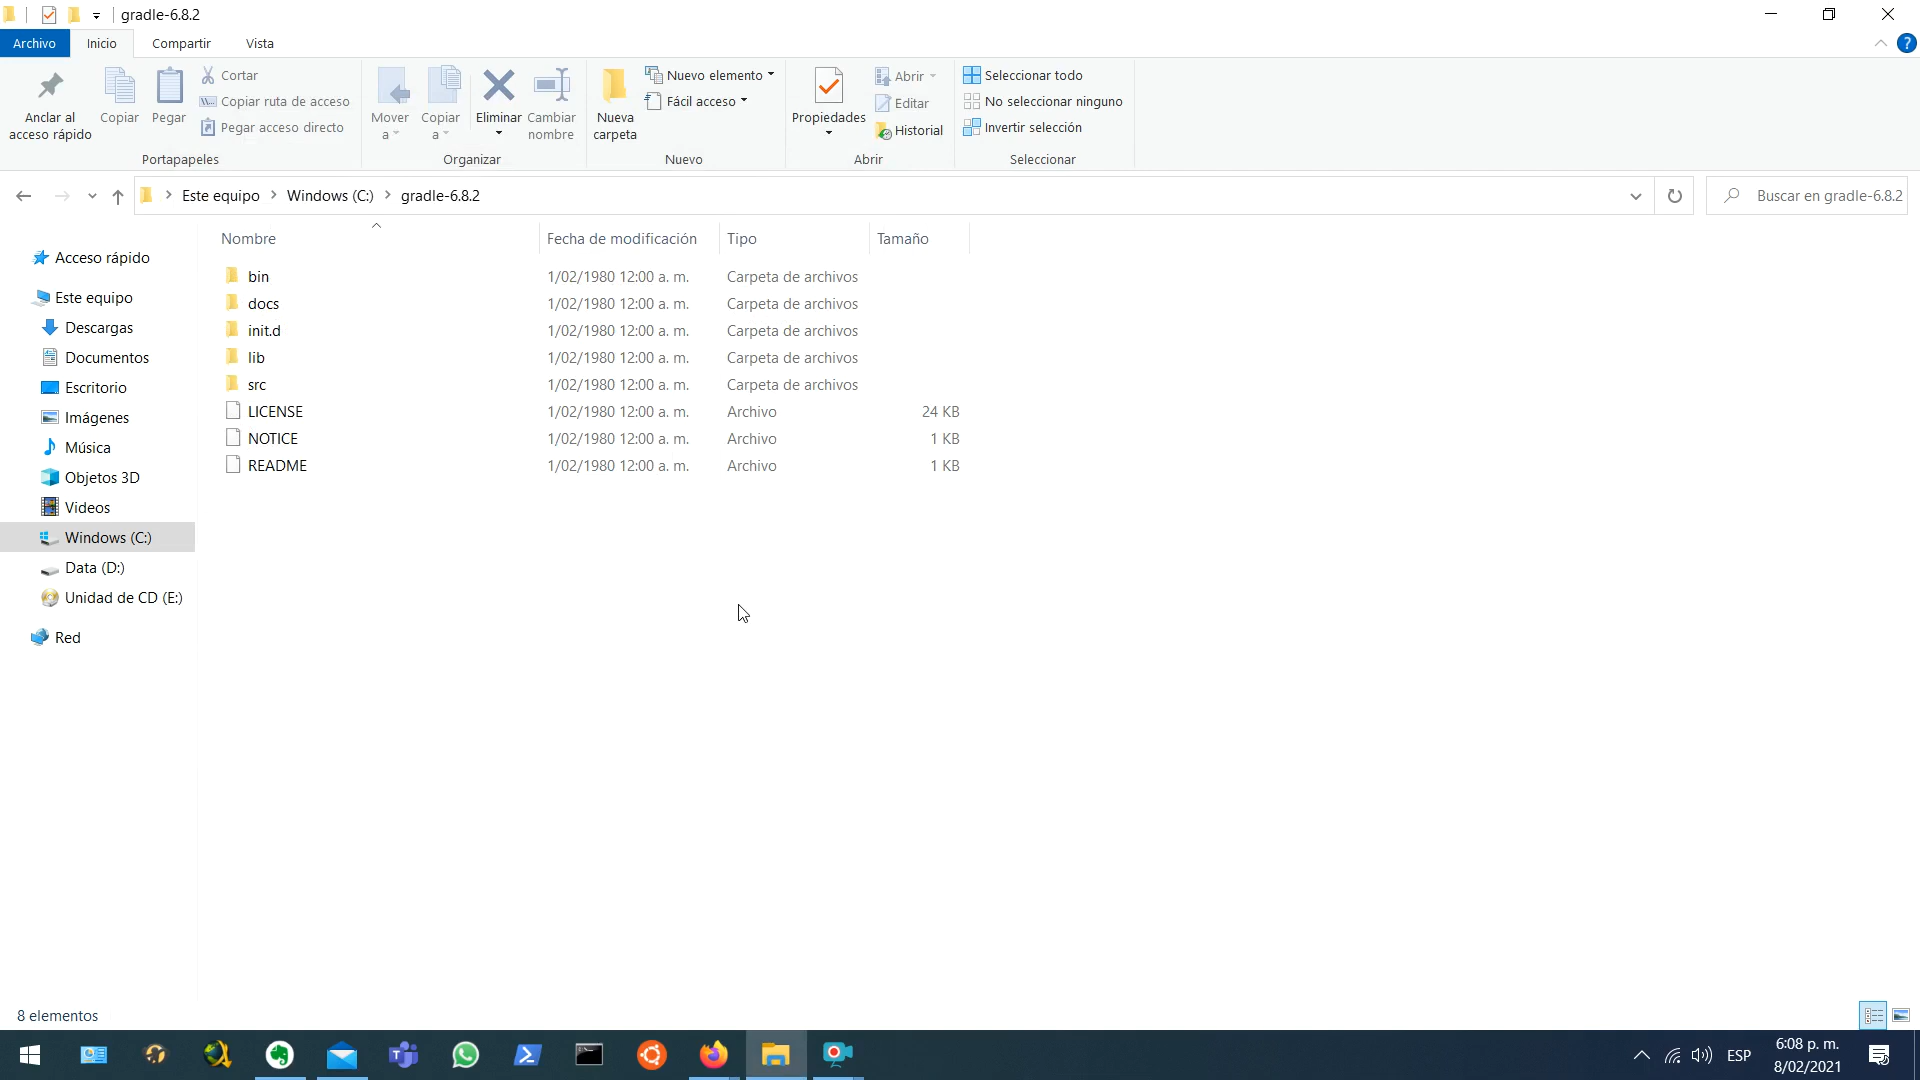 gradle-6.8.2
Archivo Inicio Compartir Vista
Anclar al acceso rápido
Copiar
Pegar
Cortar
Copiar ruta de acceso
Pegar acceso directo
Portapapeles
Mover a
Copiar a
Eliminar
Cambiar nombre
Organizar
Nueva carpeta
Nuevo elemento
Fácil acceso
Nuevo
Propiedades
Abrir
Editar
Historial
Abrir
Seleccionar todo
No seleccionar ninguno
Invertir selección
Seleccionar
Este equipo Windows (C:) gradle-6.8.2
Buscar en gradle-6.8.2
Acceso rápido
Este equipo
Descargas
Documentos
Escritorio
Imágenes
Música
Objetos 3D
Videos
Windows (C:)
Data (D:)
Unidad de CD (E:)
Red
Nombre Fecha de modificación Tipo Tamaño
bin 1/02/1980 12:00 a. m. Carpeta de archivos
docs 1/02/1980 12:00 a. m. Carpeta de archivos
init.d 1/02/1980 12:00 a. m. Carpeta de archivos
lib 1/02/1980 12:00 a. m. Carpeta de archivos
src 1/02/1980 12:00 a. m. Carpeta de archivos
LICENSE 1/02/1980 12:00 a. m. Archivo 24 KB
NOTICE 1/02/1980 12:00 a. m. Archivo 1 KB
README 1/02/1980 12:00 a. m. Archivo 1 KB
8 elementos
ESP
6:08 p. m.
8/02/2021